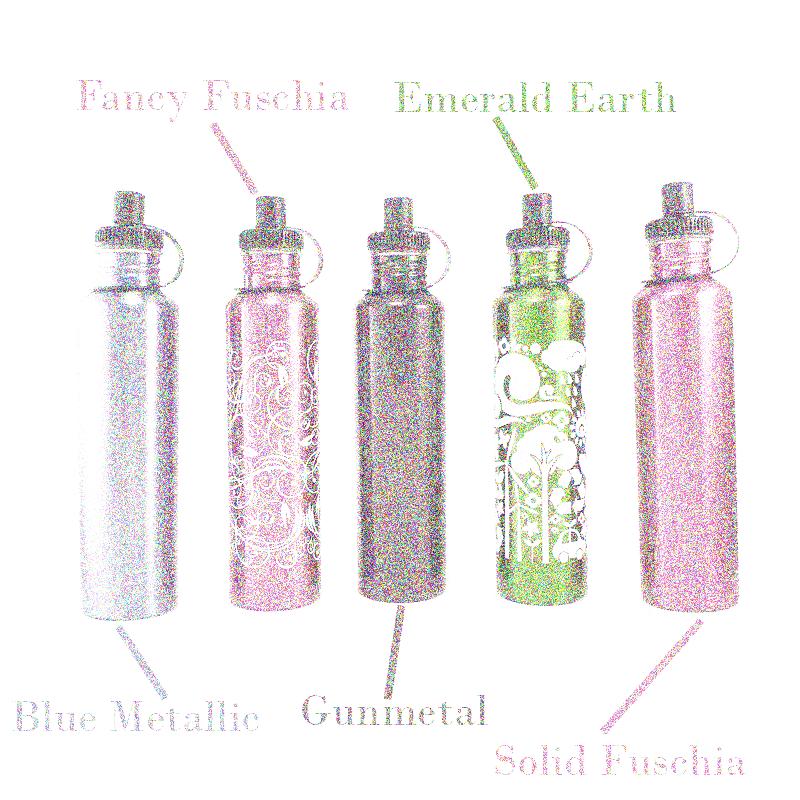 Fancy Fuschia
Emerald Earth
Blue Metallic
Gunmetal
Solid Fuschia